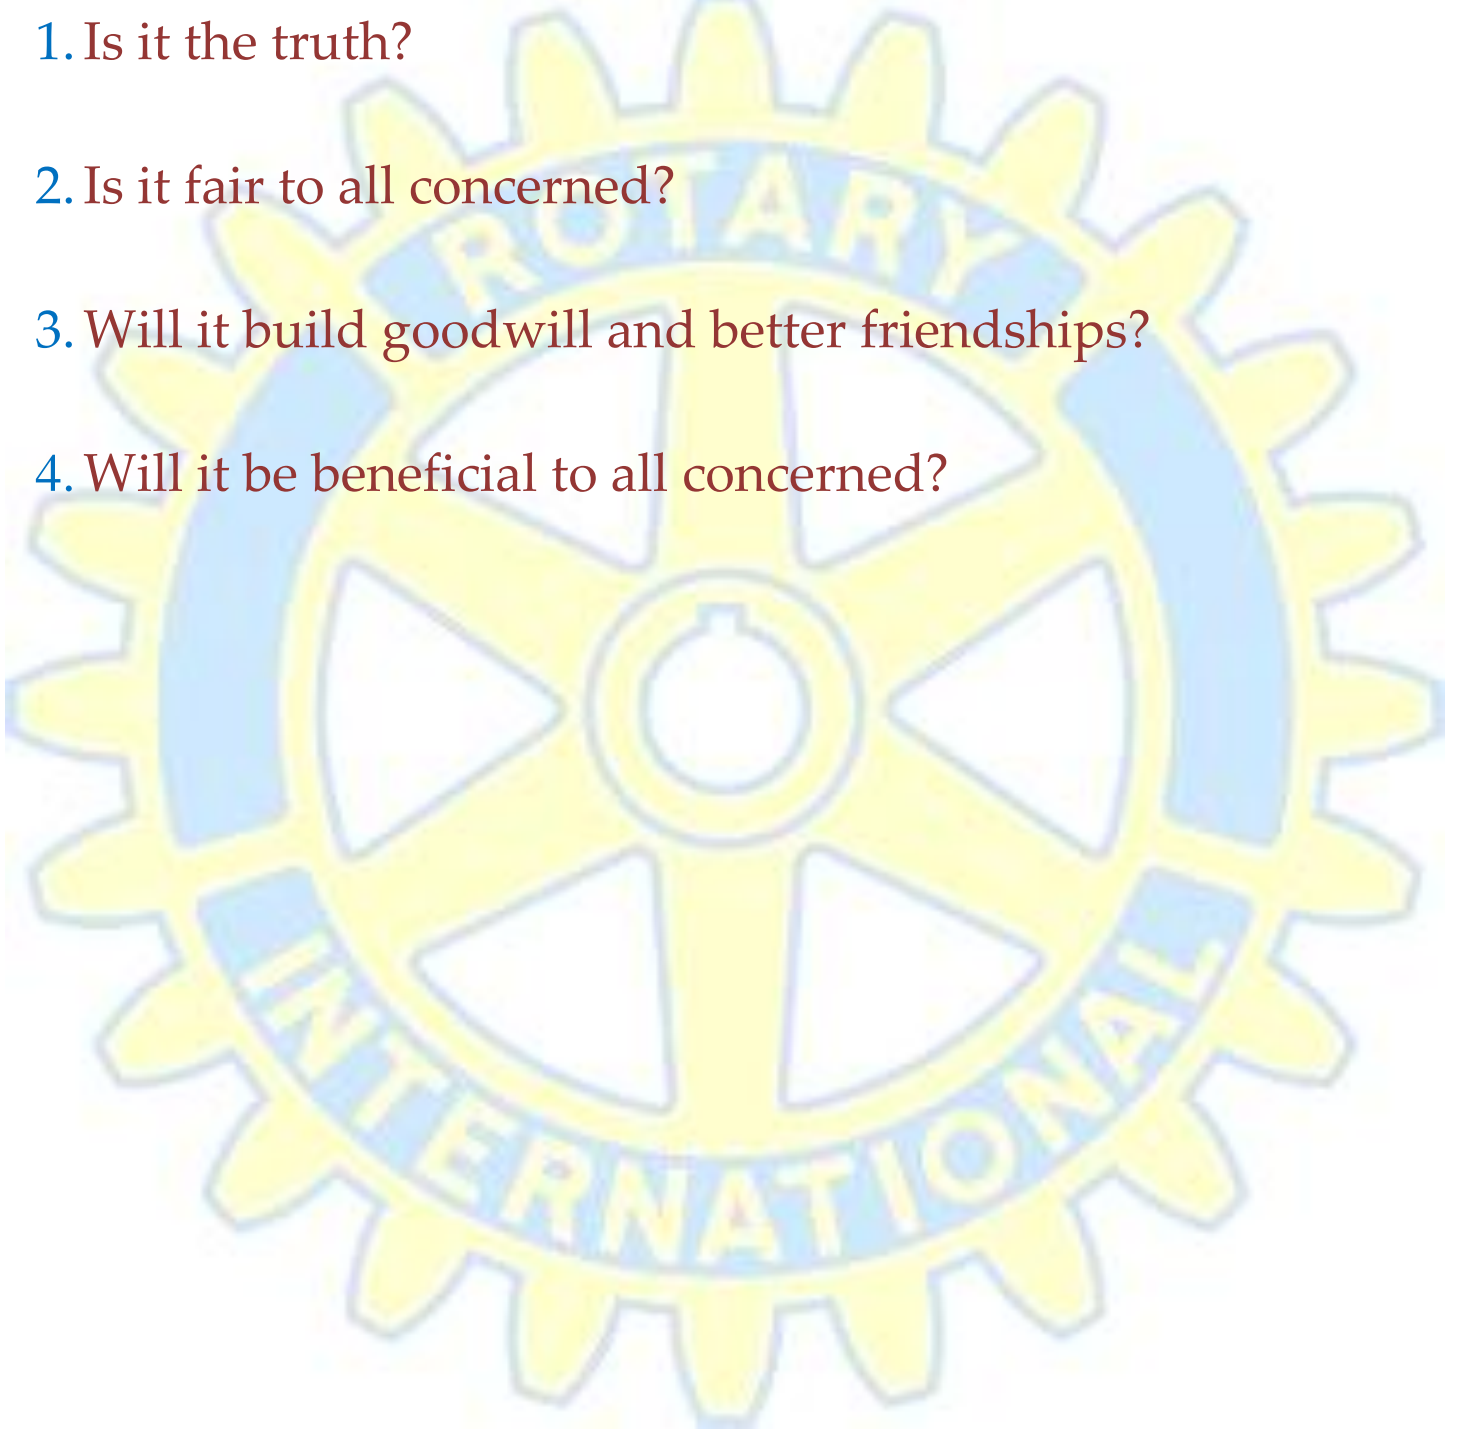 1. Is it the truth?
2. Is it fair to all concerned?
3. Will it build goodwill and better friendships?
4. Will it be beneficial to all concerned?
ROTARY
INTERNATIONAL